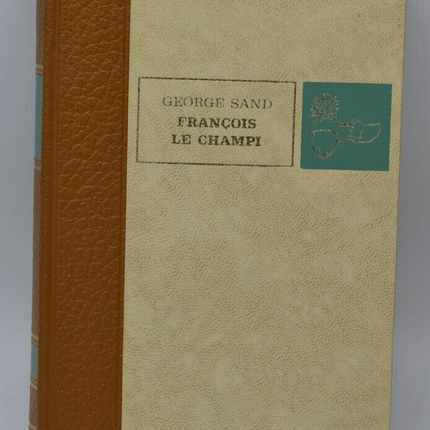 GEORGE SAND
FRANÇOIS
LE CHAMPI